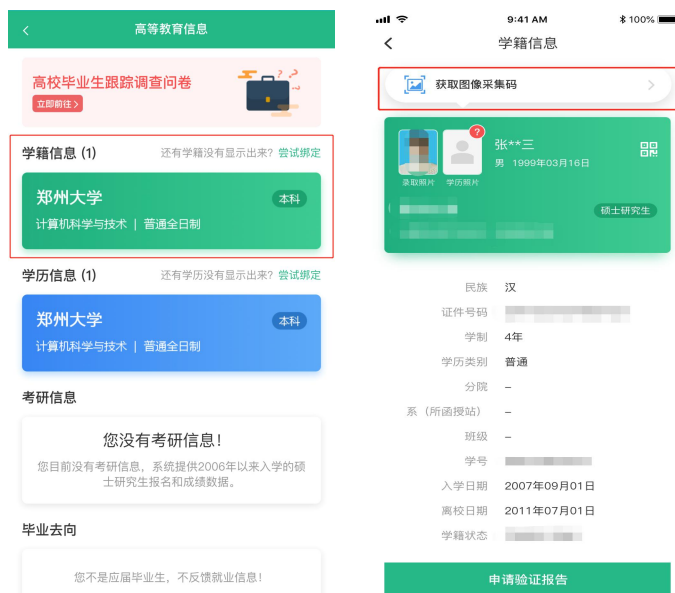 高等教育信息
高校毕业生跟踪调查问卷
立即前往 >
学籍信息 (1)
还有学籍没有显示出来？尝试绑定
郑州大学
本科
计算机科学与技术 | 普通全日制
学历信息 (1)
还有学历没有显示出来？尝试绑定
郑州大学
本科
计算机科学与技术 | 普通全日制
考研信息
您没有考研信息！
您目前没有考研信息，系统提供2006年以来入学的硕
士研究生报名和成绩数据。
毕业去向
您不是应届毕业生，不反馈就业信息！
9:41 AM
100%
学籍信息
获取图像采集码
张**三
男 1999年03月16日
录取照片
学历照片
硕士研究生
民族 汉
证件号码
学制 4年
学历类别 普通
分院 –
系（所函授站） –
班级 –
学号
入学日期 2007年09月01日
离校日期 2011年07月01日
学籍状态
申请验证报告